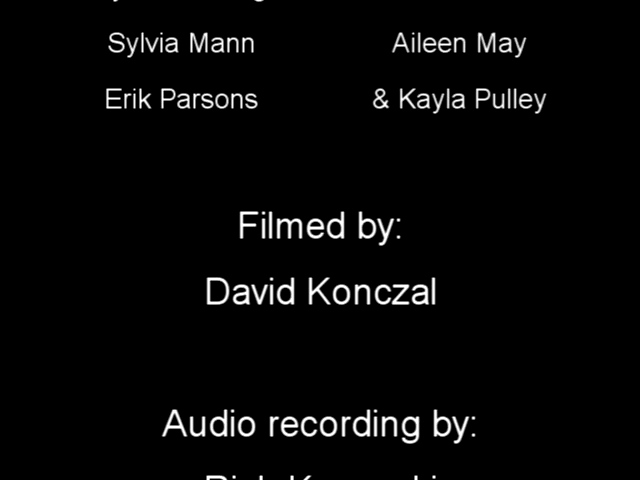 Sylvia Mann Aileen May
Erik Parsons & Kayla Pulley
Filmed by:
David Konczal
Audio recording by: